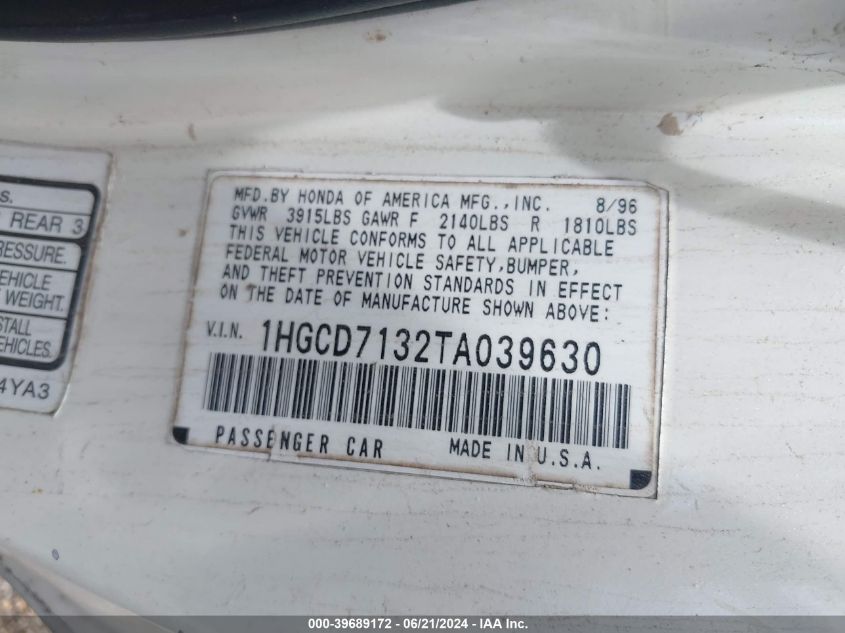 S.
REAR 3
RESSURE.
EHICLE
WEIGHT.
STALL
EHICLES.
4YA3
MFD.BY HONDA OF AMERICA MFG.,INC. 8/96
GVWR 3915LBS GAWR F 2140LBS R 1810LBS
THIS VEHICLE CONFORMS TO ALL APPLICABLE
FEDERAL MOTOR VEHICLE SAFETY,BUMPER,
AND THEFT PREVENTION STANDARDS IN EFFECT
ON THE DATE OF MANUFACTURE SHOWN ABOVE:
V.I.N. 1HGCD7132TA039630
PASSENGER CAR MADE IN U.S.A.
000-39689172 - 06/21/2024 - IAA Inc.